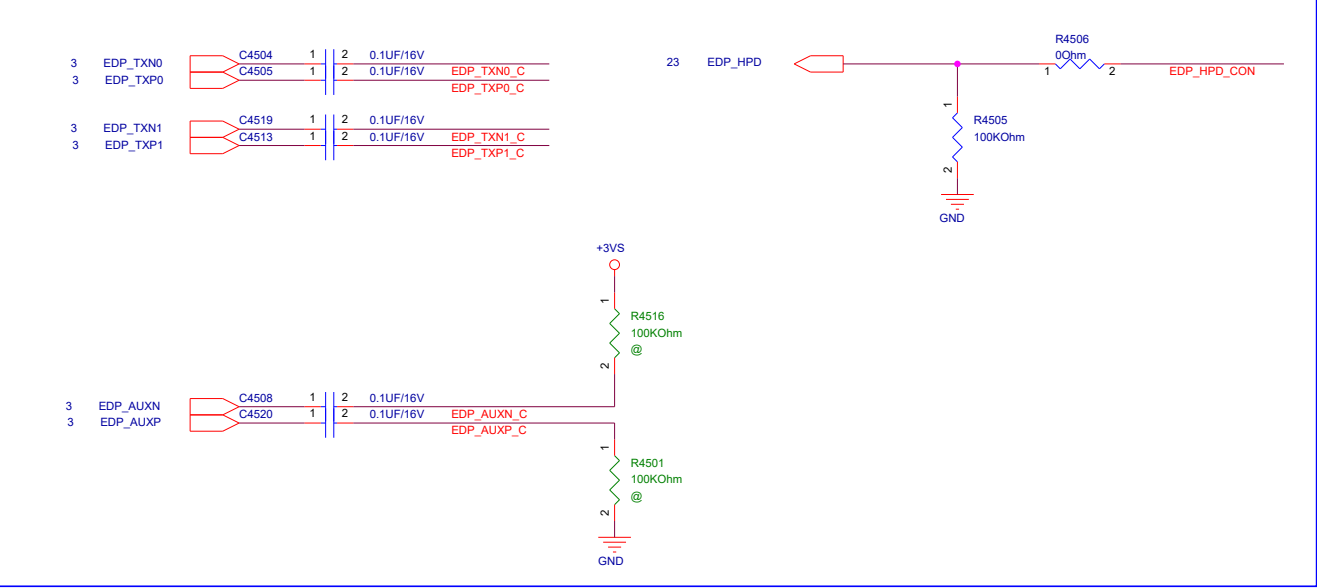 3 EDP_TXN0 C4504 1 2 0.1UF/16V
3 EDP_TXP0 C4505 1 2 0.1UF/16V EDP_TXN0_C
EDP_TXP0_C
3 EDP_TXN1 C4519 1 2 0.1UF/16V
3 EDP_TXP1 C4513 1 2 0.1UF/16V EDP_TXN1_C
EDP_TXP1_C
R4506
0Ohm
23 EDP_HPD 1 2 EDP_HPD_CON
1
R4505
100KOhm
2
GND
+3VS
1
R4516
100KOhm
@
2
3 EDP_AUXN C4508 1 2 0.1UF/16V
3 EDP_AUXP C4520 1 2 0.1UF/16V EDP_AUXN_C
EDP_AUXP_C
1
R4501
100KOhm
@
2
GND